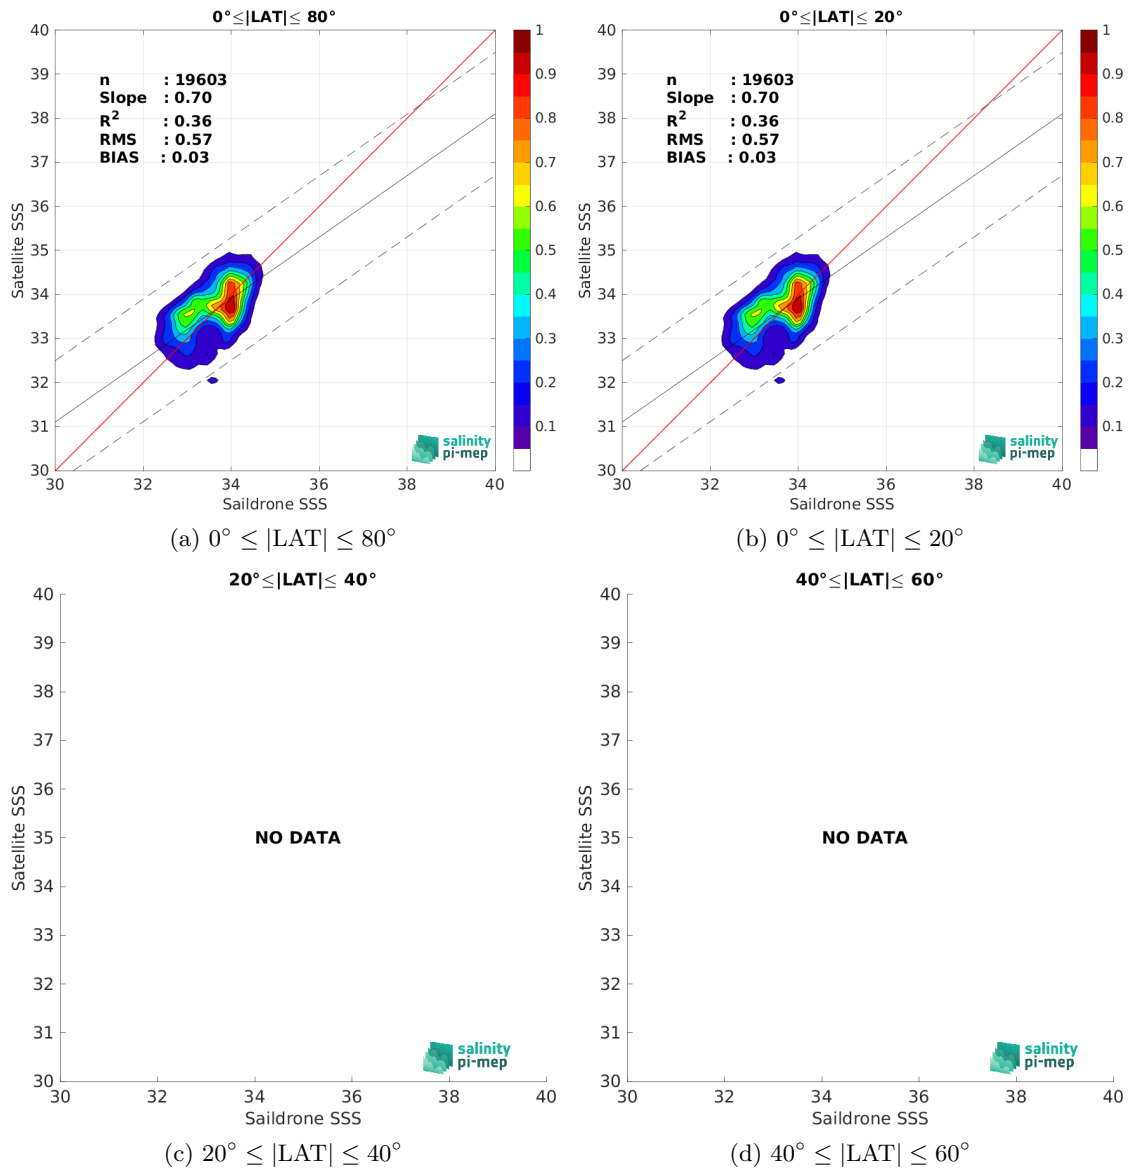 0°≤|LAT|≤ 80°
40
39
38
37
36
35
34
33
32
31
30
Satellite SSS
n : 19603
Slope : 0.70
R² : 0.36
RMS : 0.57
BIAS : 0.03
1
0.9
0.8
0.7
0.6
0.5
0.4
0.3
0.2
0.1
salinity
pi-mep
30 32 34 36 38 40
Saildrone SSS
(a) 0° ≤ |LAT| ≤ 80°
0°≤|LAT|≤ 20°
40
39
38
37
36
35
34
33
32
31
30
Satellite SSS
n : 19603
Slope : 0.70
R² : 0.36
RMS : 0.57
BIAS : 0.03
1
0.9
0.8
0.7
0.6
0.5
0.4
0.3
0.2
0.1
salinity
pi-mep
30 32 34 36 38 40
Saildrone SSS
(b) 0° ≤ |LAT| ≤ 20°
20°≤|LAT|≤ 40°
40
39
38
37
36
35
34
33
32
31
30
Satellite SSS
NO DATA
salinity
pi-mep
30 32 34 36 38 40
Saildrone SSS
(c) 20° ≤ |LAT| ≤ 40°
40°≤|LAT|≤ 60°
40
39
38
37
36
35
34
33
32
31
30
Satellite SSS
NO DATA
salinity
pi-mep
30 32 34 36 38 40
Saildrone SSS
(d) 40° ≤ |LAT| ≤ 60°